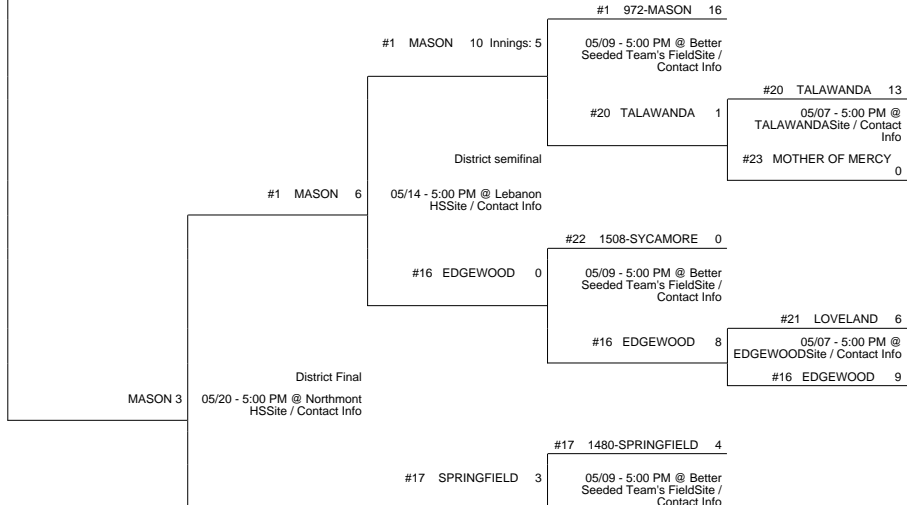 #1 972-MASON 16
#1 MASON 10 Innings: 5
05/09 - 5:00 PM @ Better
Seeded Team's FieldSite /
Contact Info
#20 TALAWANDA 13
#20 TALAWANDA 1
05/07 - 5:00 PM @
TALAWANDASite / Contact
Info
District semifinal
#23 MOTHER OF MERCY
0
#1 MASON 6
05/14 - 5:00 PM @ Lebanon
HSSite / Contact Info
#22 1508-SYCAMORE 0
#16 EDGEWOOD 0
05/09 - 5:00 PM @ Better
Seeded Team's FieldSite /
Contact Info
#21 LOVELAND 6
#16 EDGEWOOD 8
05/07 - 5:00 PM @
EDGEWOODSite / Contact Info
District Final
#16 EDGEWOOD 9
MASON 3
05/20 - 5:00 PM @ Northmont
HSSite / Contact Info
#17 1480-SPRINGFIELD 4
#17 SPRINGFIELD 3
05/09 - 5:00 PM @ Better
Seeded Team's FieldSite /
Contact Info